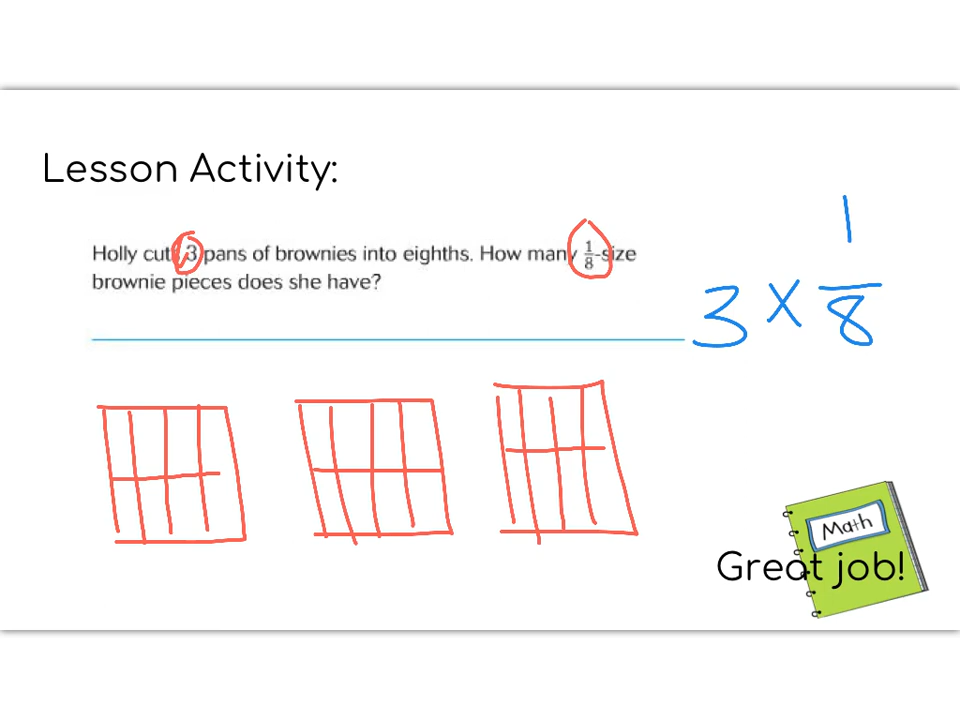 Lesson Activity:
Holly cuts 3 pans of brownies into eighths. How many 1/8-size
brownie pieces does she have?
3 × 1/8
Math
Great job!